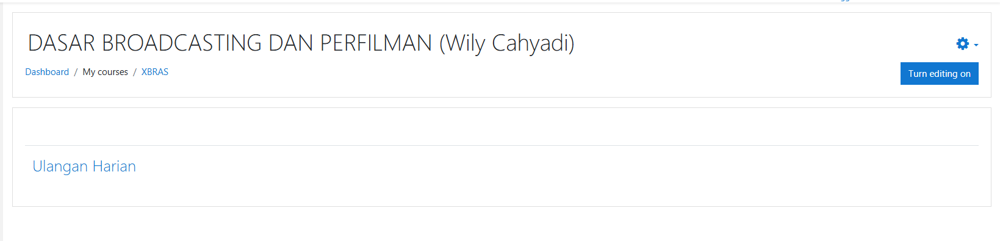 DASAR BROADCASTING DAN PERFILMAN (Wily Cahyadi)
Dashboard / My courses / XBRAS
Turn editing on
Ulangan Harian